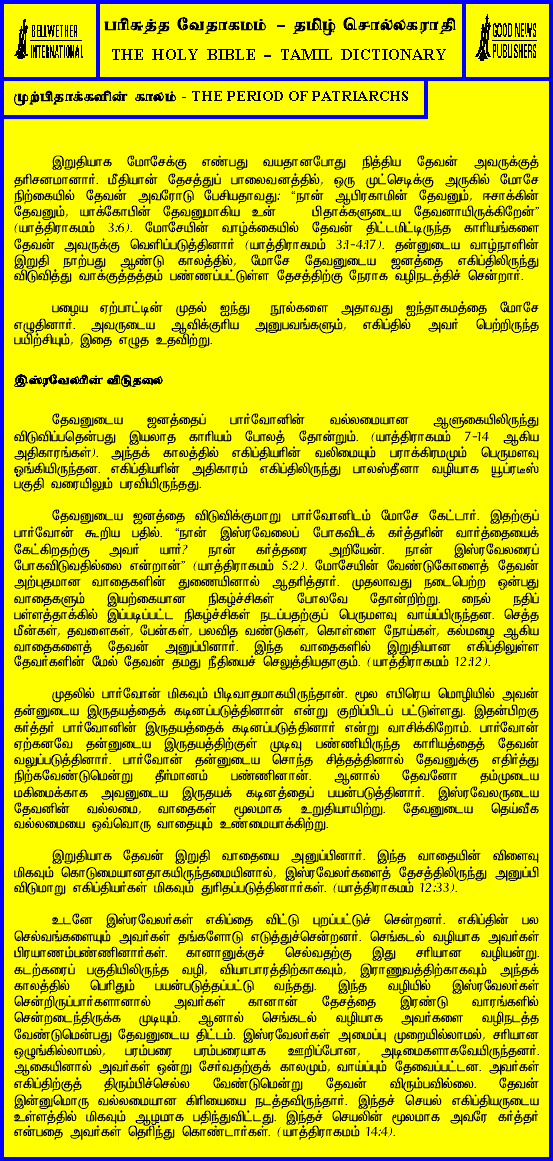 BELLWETHER
INTERNATIONAL
பரிசுத்த வேதாகமம் – தமிழ் சொல்லகராதி
THE HOLY BIBLE – TAMIL DICTIONARY
GOOD NEWS
PUBLISHERS
முற்பிதாக்களின் காலம் - THE PERIOD OF PATRIARCHS
இறுதியாக மோசேக்கு எண்பது வயதானபோது நித்திய தேவன் அவருக்குத்
தரிசனமானார். மீதியான் தேசத்துப் பாலைவனத்தில், ஒரு முட்செடிக்கு அருகில் மோசே
நிற்கையில் தேவன் அவரோடு பேசியதாவது: “நான் ஆபிரகாமின் தேவனும், ஈசாக்கின்
தேவனும், யாக்கோபின் தேவனுமாகிய உன் பிதாக்களுடைய தேவனாயிருக்கிறேன்”
(யாத்திராகமம் 3:6). மோசேயின் வாழ்க்கையில் தேவன் திட்டமிட்டிருந்த காரியங்களை
தேவன் அவருக்கு வெளிப்படுத்தினார் (யாத்திராகமம் 3:1-4:17). தன்னுடைய வாழ்நாளின்
இறுதி நாற்பது ஆண்டு காலத்தில், மோசே தேவனுடைய ஜனத்தை எகிப்திலிருந்து
விடுவித்து வாக்குத்தத்தம் பண்ணப்பட்டுள்ள தேசத்திற்கு நேராக வழிநடத்திச் சென்றார்.
பழைய ஏற்பாட்டின் முதல் ஐந்து நூல்களை அதாவது ஐந்தாகமத்தை மோசே
எழுதினார். அவருடைய ஆவிக்குரிய அனுபவங்களும், எகிப்தில் அவர் பெற்றிருந்த
பயிற்சியும், இதை எழுத உதவிற்று.
இஸ்ரவேலரின் விடுதலை
தேவனுடைய ஜனத்தைப் பார்வோனின் வல்லமையான ஆளுகையிலிருந்து
விடுவிப்பதென்பது இயலாத காரியம் போலத் தோன்றும். (யாத்திராகமம் 7-14 ஆகிய
அதிகாரங்கள்). அந்தக் காலத்தில் எகிப்தியரின் வலிமையும் பராக்கிரமமும் பெருமளவு
ஓங்கியிருந்தன. எகிப்தியரின் அதிகாரம் எகிப்திலிருந்து பாலஸ்தீனா வழியாக யூப்ரடீஸ்
பகுதி வரையிலும் பரவியிருந்தது.
தேவனுடைய ஜனத்தை விடுவிக்குமாறு பார்வோனிடம் மோசே கேட்டார். இதற்குப்
பார்வோன் கூறிய பதில். “நான் இஸ்ரவேலைப் போகவிடக் கர்த்தரின் வார்த்தையைக்
கேட்கிறதற்கு அவர் யார்? நான் கர்த்தரை அறியேன். நான் இஸ்ரவேலரைப்
போகவிடுவதில்லை என்றான்” (யாத்திராகமம் 5:2). மோசேயின் வேண்டுகோளைத் தேவன்
அற்புதமான வாதைகளின் துணையினால் ஆதரித்தார். முதலாவது நடைபெற்ற ஒன்பது
வாதைகளும் இயற்கையான நிகழ்ச்சிகள் போலவே தோன்றிற்று. நைல் நதிப்
பள்ளத்தாக்கில் இப்படிப்பட்ட நிகழ்ச்சிகள் நடப்பதற்குப் பெருமளவு வாய்ப்பிருந்தன. செத்த
மீன்கள், தவளைகள், பேன்கள், பலவித வண்டுகள், கொள்ளை நோய்கள், கல்மழை ஆகிய
வாதைகளைத் தேவன் அனுப்பினார். இந்த வாதைகளில் இறுதியான எகிப்திலுள்ள
தேவர்களின் மேல் தேவன் தமது நீதியைச் செலுத்தியதாகும். (யாத்திராகமம் 12:12).
முதலில் பார்வோன் மிகவும் பிடிவாதமாகயிருந்தான். மூல எபிரெய மொழியில் அவன்
தன்னுடைய இருதயத்தைக் கடினப்படுத்தினான் என்று குறிப்பிடப் பட்டுள்ளது. இதன்பிறகு
கர்த்தர் பார்வோனின் இருதயத்தைக் கடினப்படுத்தினார் என்று வாசிக்கிறோம். பார்வோன்
ஏற்கனவே தன்னுடைய இருதயத்திற்குள் முடிவு பண்ணியிருந்த காரியத்தைத் தேவன்
வலுப்படுத்தினார். பார்வோன் தன்னுடைய சொந்த சித்தத்தினால் தேவனுக்கு எதிர்த்து
நிற்கவேண்டுமென்று தீர்மானம் பண்ணினான். ஆனால் தேவனோ தம்முடைய
மகிமைக்காக அவனுடைய இருதயக் கடினத்தைப் பயன்படுத்தினார். இஸ்ரவேலருடைய
தேவனின் வல்லமை, வாதைகள் மூலமாக உறுதியாயிற்று. தேவனுடைய தெய்வீக
வல்லமையை ஒவ்வொரு வாதையும் உண்மையாக்கிற்று.
இறுதியாக தேவன் இறுதி வாதையை அனுப்பினார். இந்த வாதையின் விளைவு
மிகவும் கொடுமையானதாகயிருந்தமையினால், இஸ்ரவேலர்களைத் தேசத்திலிருந்து அனுப்பி
விடுமாறு எகிப்தியர்கள் மிகவும் துரிதப்படுத்தினார்கள். (யாத்திராகமம் 12:33).
உடனே இஸ்ரவேலர்கள் எகிப்தை விட்டு புறப்பட்டுச் சென்றனர். எகிப்தின் பல
செல்வங்களையும் அவர்கள் தங்களோடு எடுத்துச்சென்றனர். செங்கடல் வழியாக அவர்கள்
பிரயாணம்பண்ணினார்கள். கானானுக்குச் செல்வதற்கு இது சரியான வழியன்று.
கடற்கரைப் பகுதியிலிருந்த வழி, வியாபாரத்திற்காகவும், இராணுவத்திற்காகவும் அந்தக்
காலத்தில் பெரிதும் பயன்படுத்தப்பட்டு வந்தது. இந்த வழியில் இஸ்ரவேலர்கள்
சென்றிருப்பார்களானால் அவர்கள் கானான் தேசத்தை இரண்டு வாரங்களில்
சென்றடைந்திருக்க முடியும். ஆனால் செங்கடல் வழியாக அவர்களை வழிநடத்த
வேண்டுமென்பது தேவனுடைய திட்டம். இஸ்ரவேலர்கள் அமைப்பு முறையில்லாமல், சரியான
ஒழுங்கில்லாமல், பரம்பரை பரம்பரையாக ஊறிப்போன, அடிமைகளாகவேயிருந்தனர்.
ஆகையினால் அவர்கள் ஒன்று சேர்வதற்குக் காலமும், வாய்ப்பும் தேவைப்பட்டன. அவர்கள்
எகிப்திற்குத் திரும்பிச்செல்ல வேண்டுமென்று தேவன் விரும்பவில்லை. தேவன்
இன்னுமொரு வல்லமையான கிரியையை நடத்தவிருந்தார். இந்தச் செயல் எகிப்தியருடைய
உள்ளத்தில் மிகவும் ஆழமாக பதிந்துவிட்டது. இந்தச் செயலின் மூலமாக அவரே கர்த்தர்
என்பதை அவர்கள் தெரிந்து கொண்டார்கள். (யாத்திராகமம் 14:4).